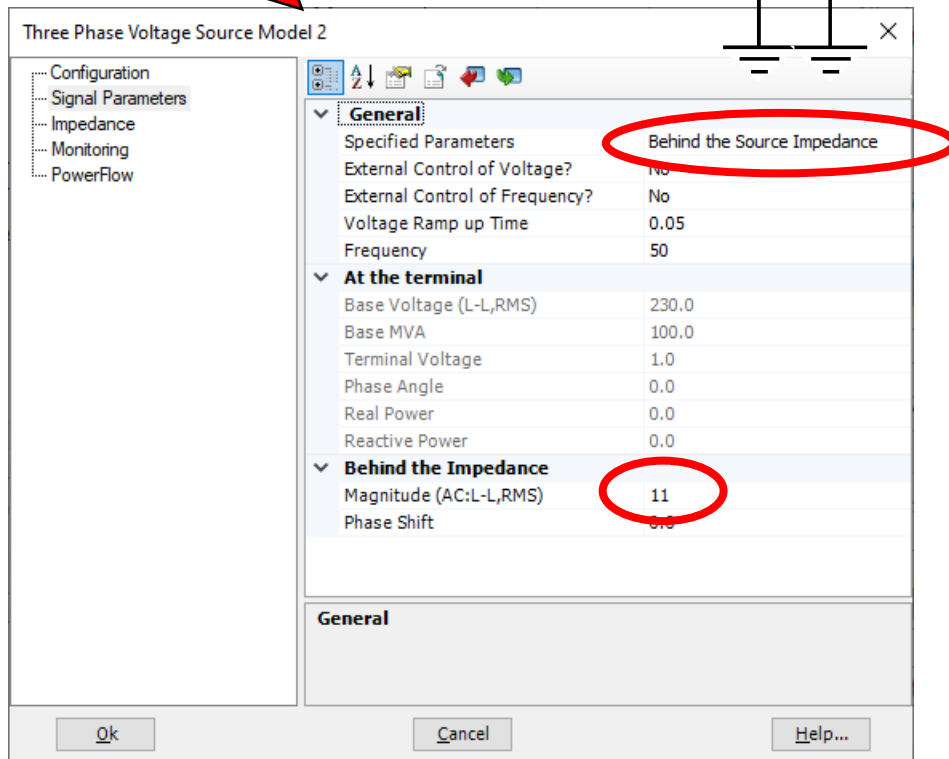 Three Phase Voltage Source Model 2
Configuration
Signal Parameters
Impedance
Monitoring
PowerFlow
General
Specified Parameters Behind the Source Impedance
External Control of Voltage? No
External Control of Frequency? No
Voltage Ramp up Time 0.05
Frequency 50
At the terminal
Base Voltage (L-L,RMS) 230.0
Base MVA 100.0
Terminal Voltage 1.0
Phase Angle 0.0
Real Power 0.0
Reactive Power 0.0
Behind the Impedance
Magnitude (AC:L-L,RMS) 11
Phase Shift 0.0
General
Ok Cancel Help...